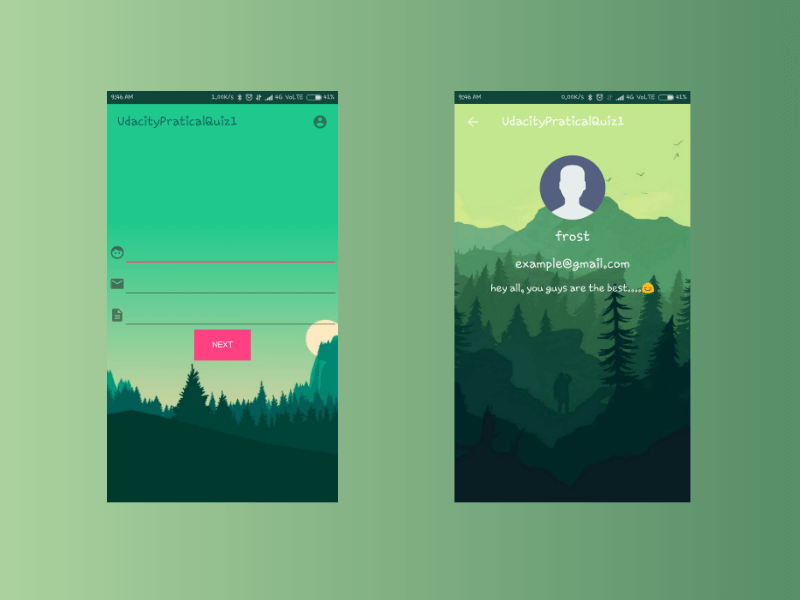 9:46 AM 1.00K/s 4G VoLTE 41%
UdacityPraticalQuiz1
NEXT
9:46 AM 0.00K/s 4G VoLTE 41%
UdacityPraticalQuiz1
frost
example@gmail.com
hey all, you guys are the best....😊